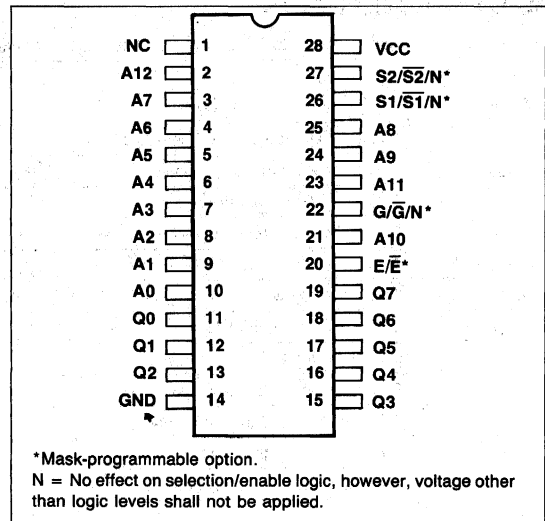 NC 1 28 VCC
A12 2 27 S2/S̅2̅/N*
A7 3 26 S1/S̅1̅/N*
A6 4 25 A8
A5 5 24 A9
A4 6 23 A11
A3 7 22 G/G̅/N*
A2 8 21 A10
A1 9 20 E/E̅*
A0 10 19 Q7
Q0 11 18 Q6
Q1 12 17 Q5
Q2 13 16 Q4
GND 14 15 Q3
*Mask-programmable option.
N = No effect on selection/enable logic, however, voltage other
than logic levels shall not be applied.